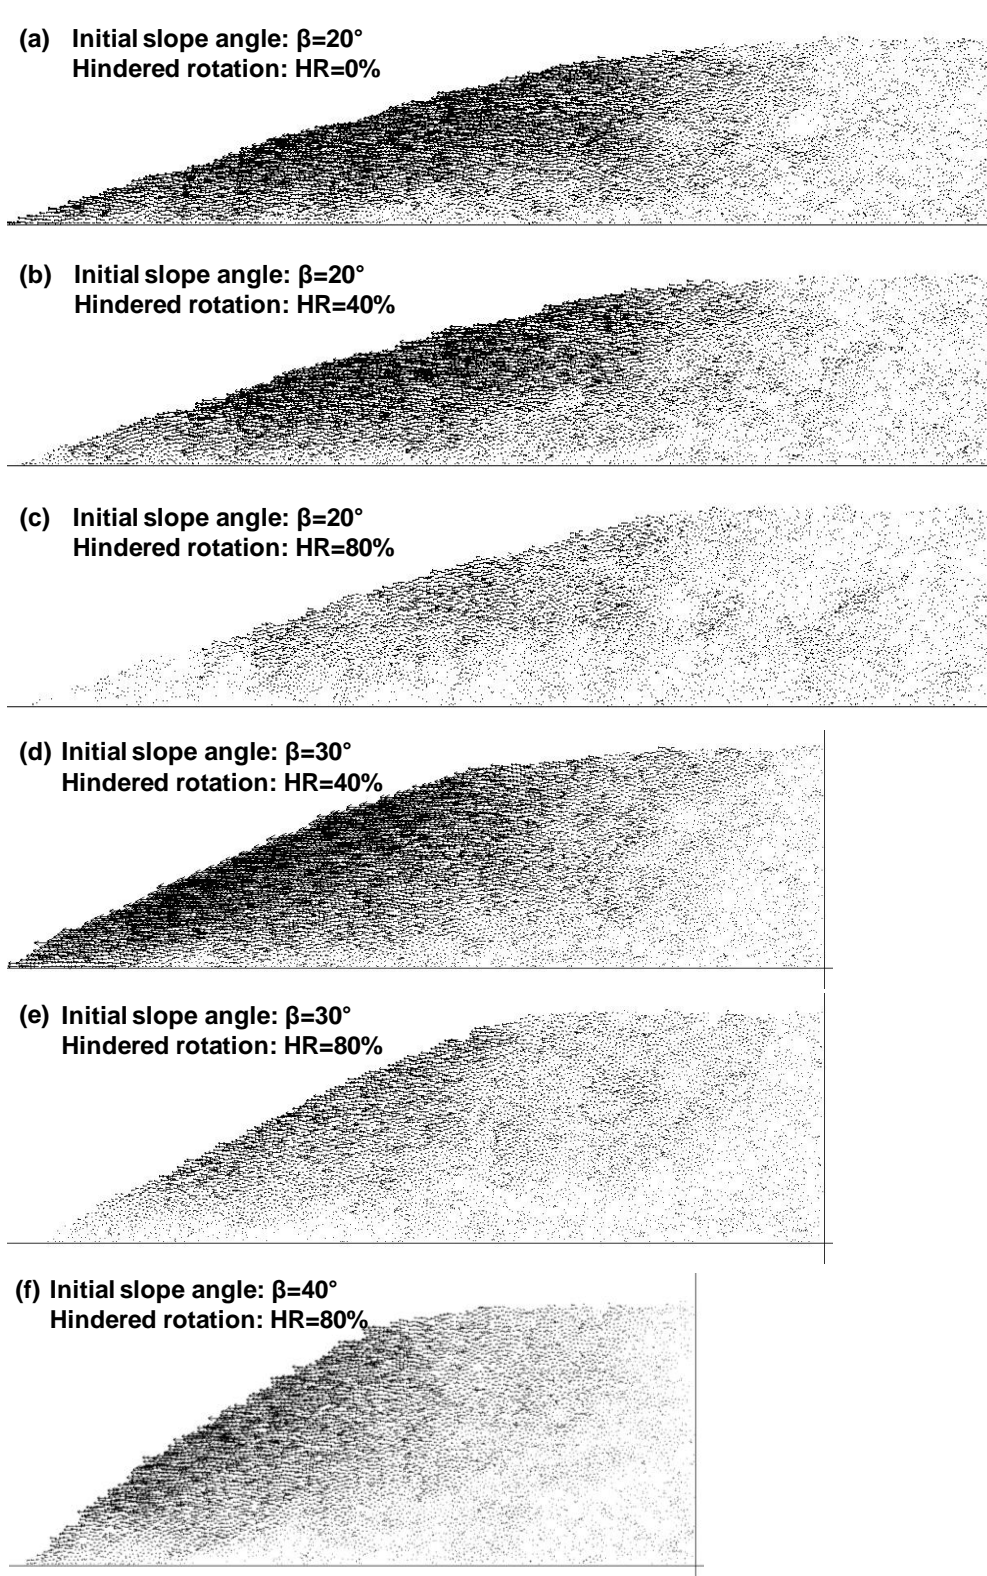 (a) Initial slope angle: β=20°
Hindered rotation: HR=0%
(b) Initial slope angle: β=20°
Hindered rotation: HR=40%
(c) Initial slope angle: β=20°
Hindered rotation: HR=80%
(d) Initial slope angle: β=30°
Hindered rotation: HR=40%
(e) Initial slope angle: β=30°
Hindered rotation: HR=80%
(f) Initial slope angle: β=40°
Hindered rotation: HR=80%